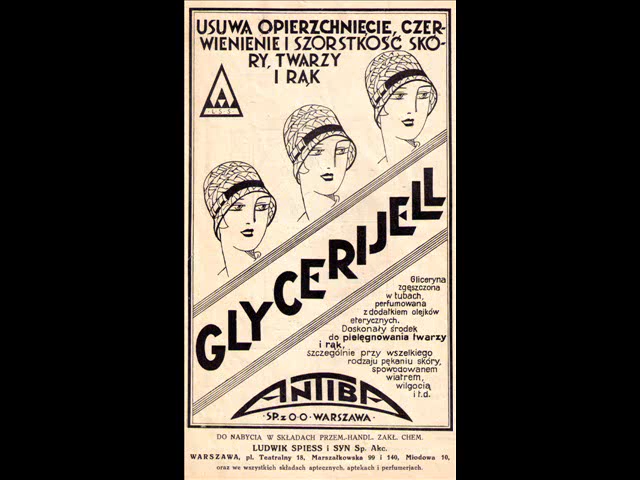 USUWA OPIERZCHNIĘCIE, CZER-
WIENIENIE I SZORSTKOŚĆ SKÓ-
RY, TWARZY
I RĄK
A
L.S.S.
GLYCERIJELL
Gliceryna
zgęszczona
w tubach,
perfumowana
z dodatkiem olejków
eterycznych.
Doskonały środek
do pielęgnowania twarzy
i rąk,
szczególnie przy wszelkiego
rodzaju pękaniu skóry,
spowodowanem
wiatrem,
wilgocią
i t.d.
ANTIBA
·SP. z O·O·WARSZAWA·
DO NABYCIA W SKŁADACH PRZEM.-HANDL. ZAKŁ. CHEM.
LUDWIK SPIESS i SYN Sp. Akc.
WARSZAWA, pl. Teatralny 18, Marszałkowska 99 i 140, Miodowa 10,
oraz we wszystkich składach aptecznych, aptekach i perfumerjach.